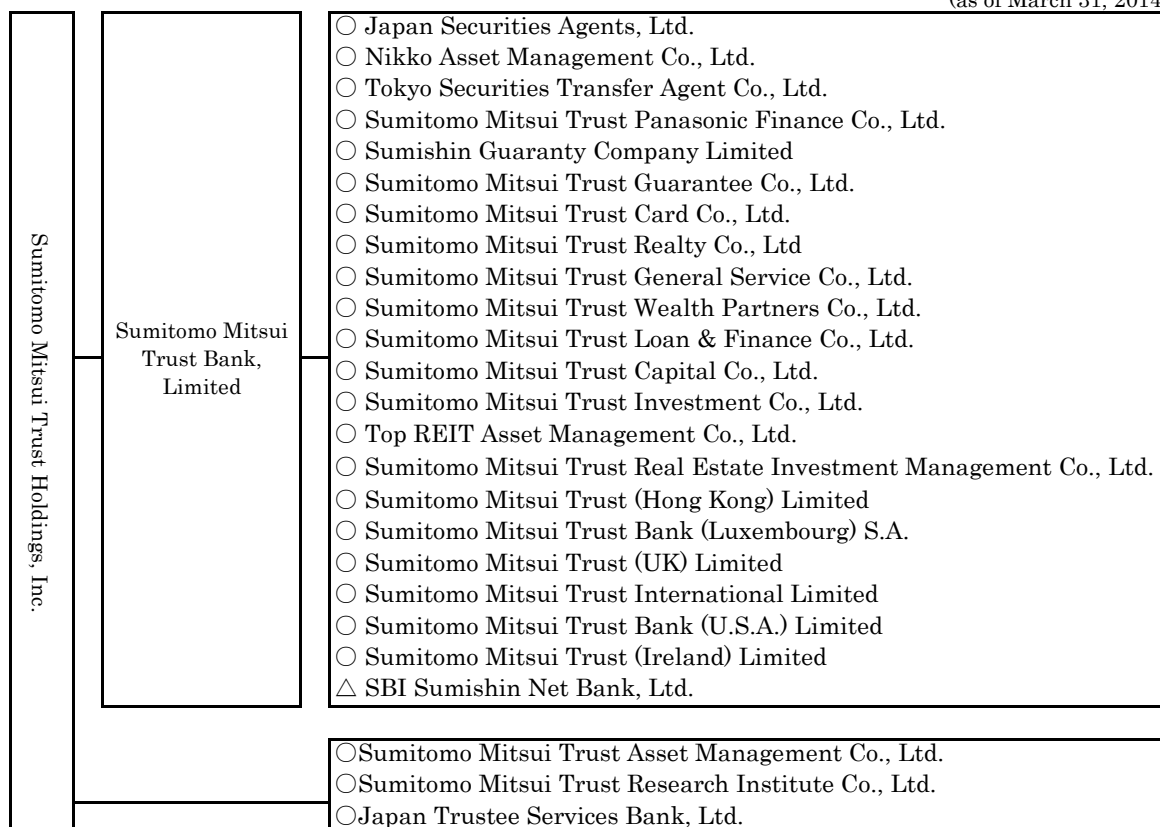 (as of March 31, 2014
Sumitomo Mitsui Trust Holdings, Inc.
Sumitomo Mitsui
Trust Bank,
Limited
○ Japan Securities Agents, Ltd.
○ Nikko Asset Management Co., Ltd.
○ Tokyo Securities Transfer Agent Co., Ltd.
○ Sumitomo Mitsui Trust Panasonic Finance Co., Ltd.
○ Sumishin Guaranty Company Limited
○ Sumitomo Mitsui Trust Guarantee Co., Ltd.
○ Sumitomo Mitsui Trust Card Co., Ltd.
○ Sumitomo Mitsui Trust Realty Co., Ltd
○ Sumitomo Mitsui Trust General Service Co., Ltd.
○ Sumitomo Mitsui Trust Wealth Partners Co., Ltd.
○ Sumitomo Mitsui Trust Loan & Finance Co., Ltd.
○ Sumitomo Mitsui Trust Capital Co., Ltd.
○ Sumitomo Mitsui Trust Investment Co., Ltd.
○ Top REIT Asset Management Co., Ltd.
○ Sumitomo Mitsui Trust Real Estate Investment Management Co., Ltd.
○ Sumitomo Mitsui Trust (Hong Kong) Limited
○ Sumitomo Mitsui Trust Bank (Luxembourg) S.A.
○ Sumitomo Mitsui Trust (UK) Limited
○ Sumitomo Mitsui Trust International Limited
○ Sumitomo Mitsui Trust Bank (U.S.A.) Limited
○ Sumitomo Mitsui Trust (Ireland) Limited
△ SBI Sumishin Net Bank, Ltd.
○Sumitomo Mitsui Trust Asset Management Co., Ltd.
○Sumitomo Mitsui Trust Research Institute Co., Ltd.
○Japan Trustee Services Bank, Ltd.